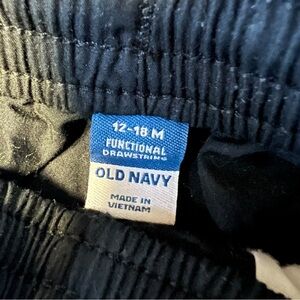 12-18 M
FUNCTIONAL
DRAWSTRING
OLD NAVY
MADE IN
VIETNAM